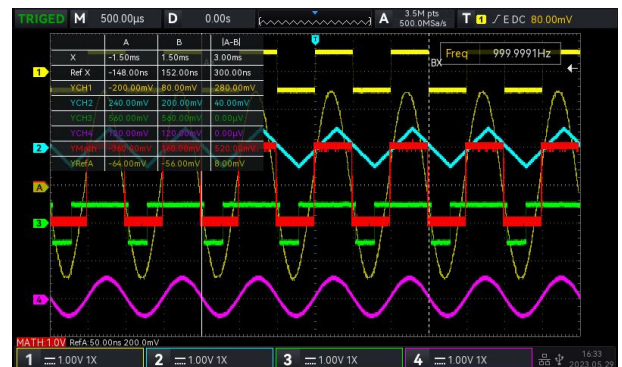 TRIGED M 500.00μs D 0.00s A 3.5M pts 500.0MSa/s T 1 E DC 80.00mV
T
Freq 999.9991Hz
BX
A B |A-B|
X -1.50ms 1.50ms 3.00ms
Ref X -148.00ns 152.00ns 300.00ns
YCH1 -200.00mV 80.00mV 280.00mV
YCH2 240.00mV 200.00mV 40.00mV
YCH3 560.00mV 560.00mV 0.00μV
YCH4 120.00mV 120.00mV 0.00μV
YMath -360.00mV 160.00mV 520.00mV
YRefA -64.00mV -56.00mV 8.00mV
1
2
A
3
4
MATH:1.0V RefA 50.00ns 200.0mV
1 1.00V 1X 2 1.00V 1X 3 1.00V 1X 4 1.00V 1X
16:33
2023.05.29